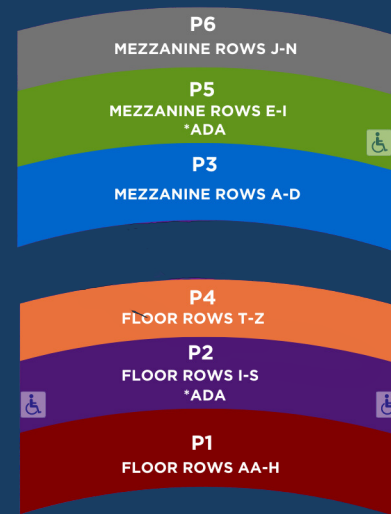 P6
MEZZANINE ROWS J-N
P5
MEZZANINE ROWS E-I
*ADA
P3
MEZZANINE ROWS A-D
P4
FLOOR ROWS T-Z
P2
FLOOR ROWS I-S
*ADA
P1
FLOOR ROWS AA-H